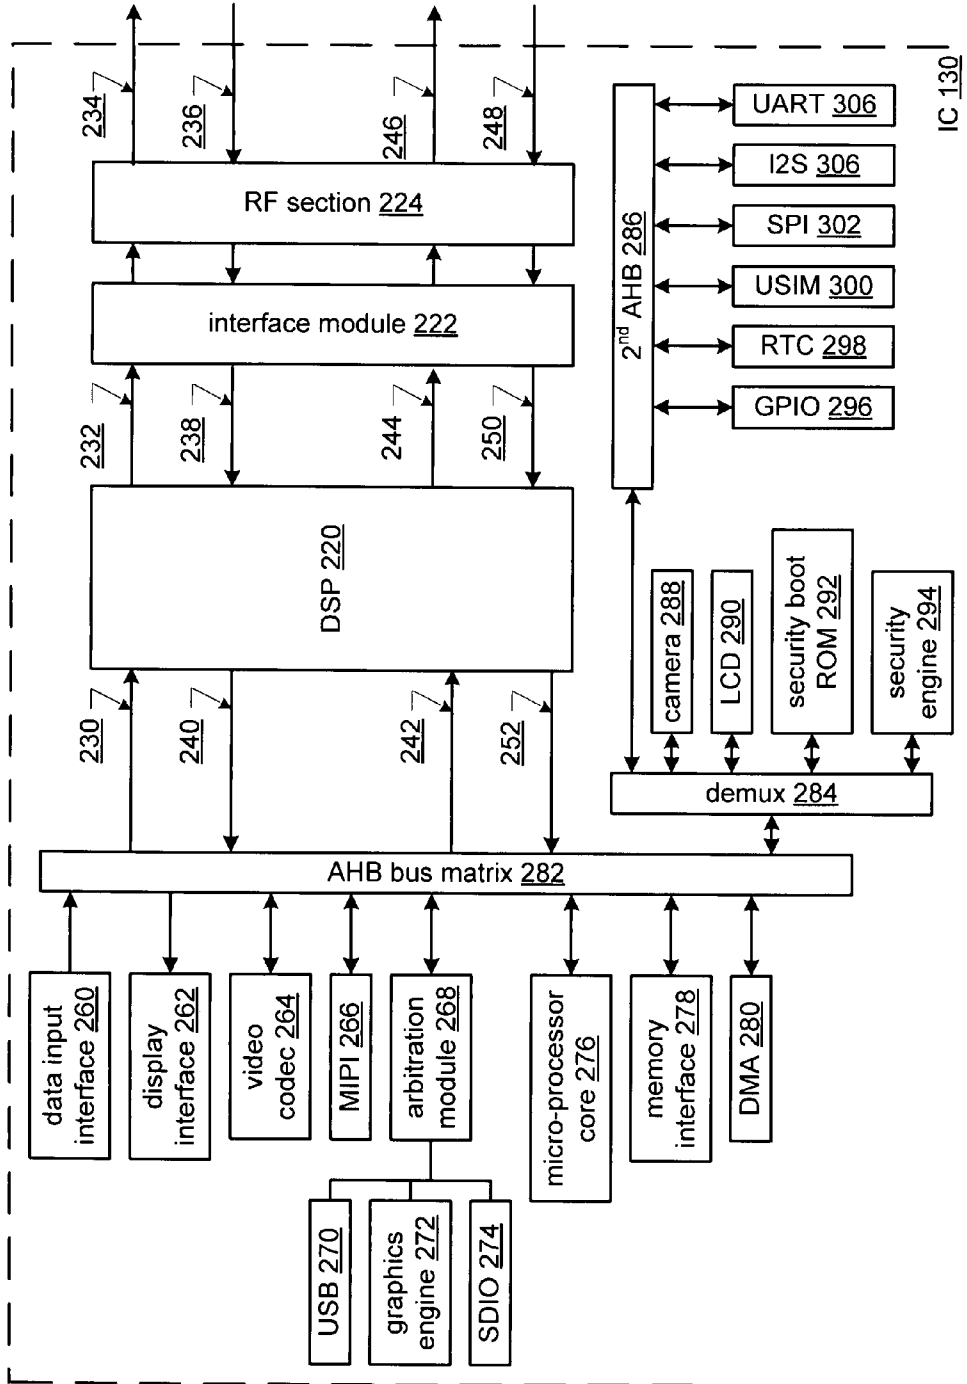 IC 130
234
236
246
248
RF section 224
interface module 222
232
238
244
250
DSP 220
230
240
242
252
2nd AHB 286
UART 306
I2S 306
SPI 302
USIM 300
RTC 298
GPIO 296
camera 288
LCD 290
security boot
ROM 292
security
engine 294
demux 284
AHB bus matrix 282
data input
interface 260
display
interface 262
video
codec 264
MIPI 266
arbitration
module 268
micro-processor
core 276
memory
interface 278
DMA 280
USB 270
graphics
engine 272
SDIO 274